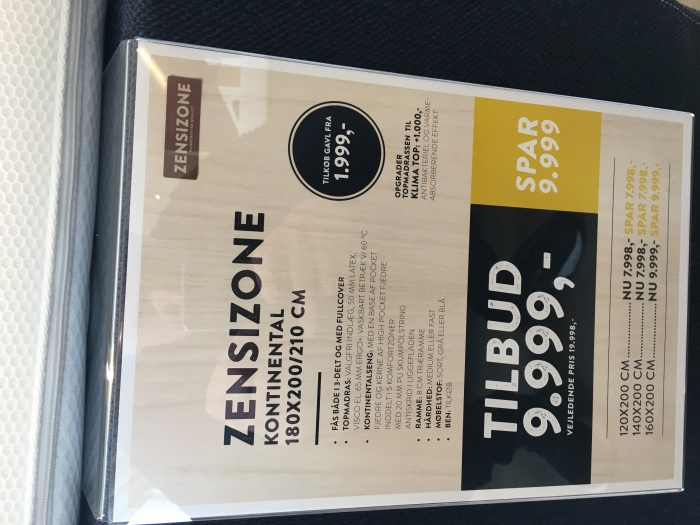 ZENSIZONE
ZENSIZONE
KONTINENTAL
180X200/210 CM
TILKØB GAVL FRA
1.999,-
• FÅS BÅDE I 3-DELT OG MED FULLCOVER
• TOPMADRAS: VALGFRI INDLÆG, 50 MM LATEX,
VISCO EL. 65 MM ERGO+. VASKBART BETRÆK V/ 60 °C
• KONTINENTALSENG: MED EN BASE AF POCKET
FJEDRE OG KERNE AF HIGH POCKET FJEDRE
INDDELT I 5 KOMFORTZONER
MED 20 MM PU SKUMPOLSTRING
ANTISKRID I LIGGEFLADEN
• RAMME: 8 CM TRÆRAMME
• HÅRDHED: MEDIUM ELLER FAST
• MØBELSTOF: SORT, GRÅ ELLER BLÅ
• BEN: TILKØB
OPGRADER
TOPMADRASSEN TIL
KLIMA TOP: +1.000,-
ANTIBAKTERIEL OG VARME-
ABSORBERENDE EFFEKT
TILBUD
9.999,-
VEJLEDENDE PRIS 19.998,-
SPAR
9.999
120X200 CM ........................ NU 7.998,- SPAR 7.998,-
140X200 CM ........................ NU 7.998,- SPAR 7.998,-
160X200 CM ........................ NU 9.999,- SPAR 9.999,-